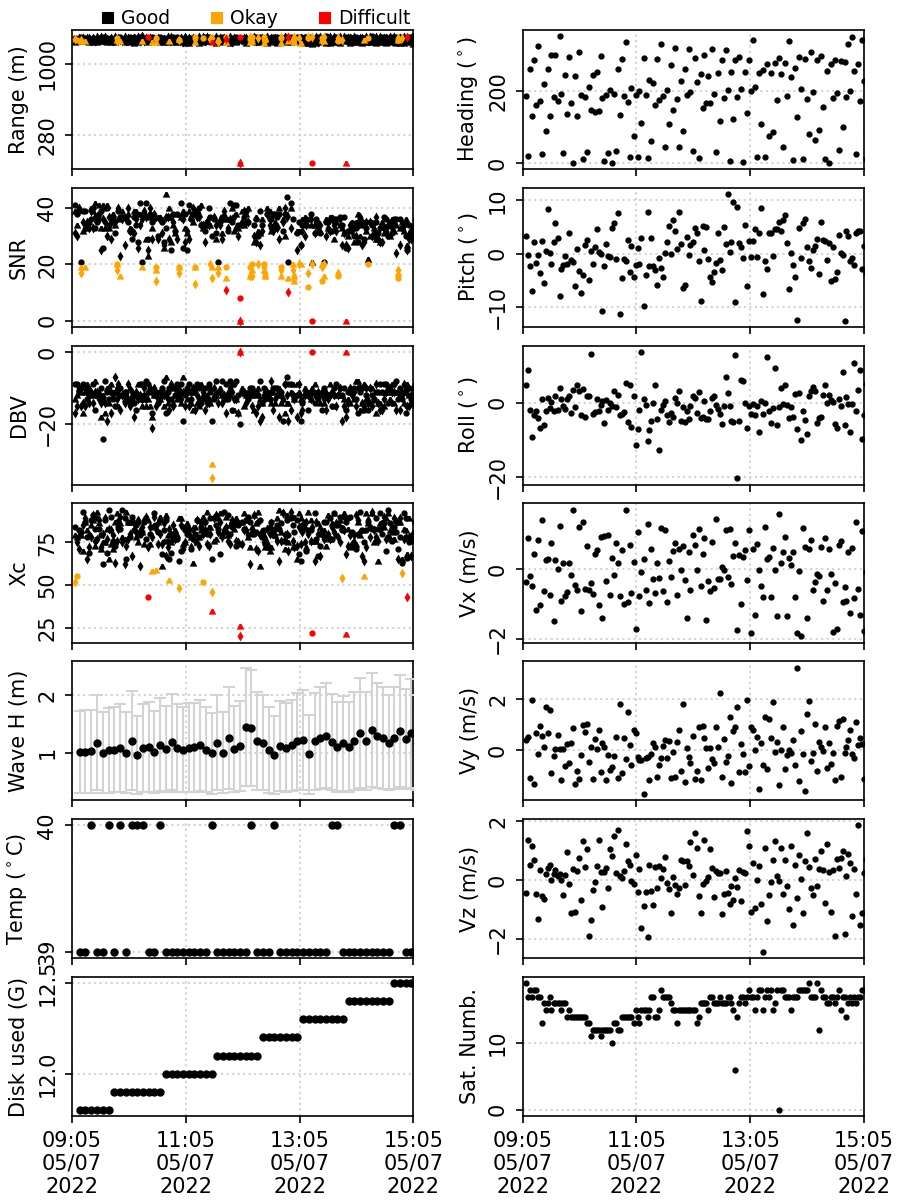 Good Okay Difficult
Range (m)
1000
280
Heading (°)
200
0
SNR
40
20
0
Pitch (°)
10
0
−10
DBV
0
−20
Roll (°)
0
−20
Xc
75
50
25
Vx (m/s)
0
−2
Wave H (m)
2
1
Vy (m/s)
2
0
Temp (°C)
40
39
Vz (m/s)
2
0
−2
Disk used (G)
12.5
12.0
Sat. Numb.
10
0
09:05 11:05 13:05 15:05 09:05 11:05 13:05 15:05
05/07 05/07 05/07 05/07 05/07 05/07 05/07 05/07
2022 2022 2022 2022 2022 2022 2022 2022